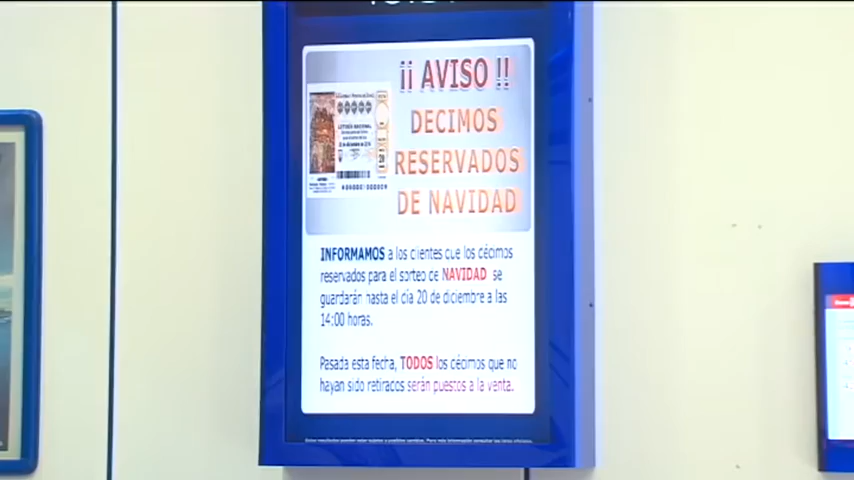 ¡¡ AVISO !!
DECIMOS
RESERVADOS
DE NAVIDAD
LOTERÍA NACIONAL
INFORMAMOS a los clientes que los décimos
reservados para el sorteo de NAVIDAD se
guardarán hasta el día 20 de diciembre a las
14:00 horas.
Pasada esta fecha, TODOS los décimos que no
hayan sido retirados serán puestos a la venta.